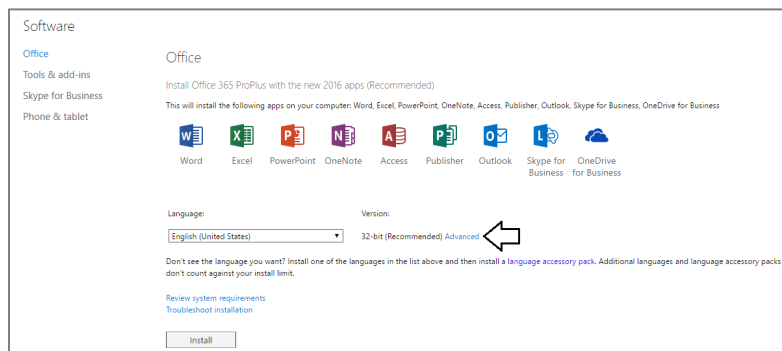 Software
Office
Tools & add-ins
Skype for Business
Phone & tablet
Office
Install Office 365 ProPlus with the new 2016 apps (Recommended)
This will install the following apps on your computer: Word, Excel, PowerPoint, OneNote, Access, Publisher, Outlook, Skype for Business, OneDrive for Business
Word Excel PowerPoint OneNote Access Publisher Outlook Skype for Business OneDrive for Business
Language: Version:
English (United States) 32-bit (Recommended) Advanced
Don't see the language you want? Install one of the languages in the list above and then install a language accessory pack. Additional languages and language accessory packs
don't count against your install limit.
Review system requirements
Troubleshoot installation
Install